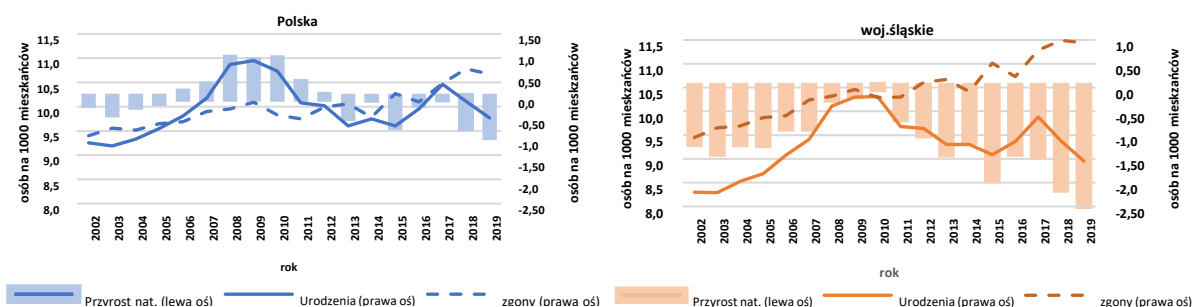 Polska
osób na 1000 mieszkańców
11,5
11,0
10,5
10,0
9,5
9,0
8,5
8,0
1,50
1,0
0,50
0,0
-0,50
-1,0
-1,50
-2,0
-2,50
osób na 1000 mieszkańców
2002 2003 2004 2005 2006 2007 2008 2009 2010 2011 2012 2013 2014 2015 2016 2017 2018 2019
rok
Przyrost nat. (lewa oś) Urodzenia (prawa oś) zgony (prawa oś)
woj.śląskie
osób na 1000 mieszkańców
11,5
11,0
10,5
10,0
9,5
9,0
8,5
8,0
1,0
0,50
0,0
-0,50
-1,0
-1,50
-2,0
-2,50
osób na 1000 mieszkańców
2002 2003 2004 2005 2006 2007 2008 2009 2010 2011 2012 2013 2014 2015 2016 2017 2018 2019
rok
Przyrost nat. (lewa oś) Urodzenia (prawa oś) zgony (prawa oś)